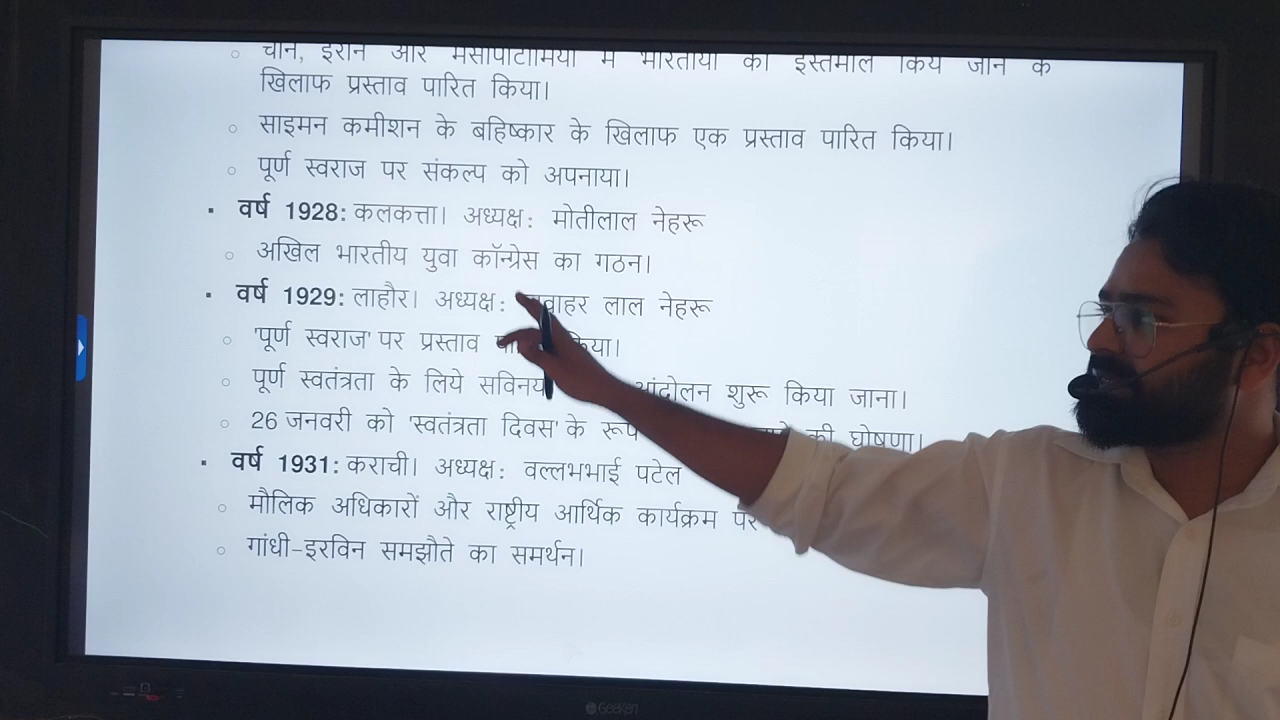 ○ चीन, इरान और मेसोपोटामिया में भारतीयों को इस्तेमाल किये जाने के
खिलाफ प्रस्ताव पारित किया।
○ साइमन कमीशन के बहिष्कार के खिलाफ एक प्रस्ताव पारित किया।
○ पूर्ण स्वराज पर संकल्प को अपनाया।
▪ वर्ष 1928: कलकत्ता। अध्यक्ष: मोतीलाल नेहरू
○ अखिल भारतीय युवा कॉन्ग्रेस का गठन।
▪ वर्ष 1929: लाहौर। अध्यक्ष: लाल नेहरू
○ 'पूर्ण स्वराज' पर प्रस्ताव
○ पूर्ण स्वतंत्रता के लिये सविनय आंदोलन शुरू किया जाना।
○ 26 जनवरी को 'स्वतंत्रता दिवस' के रूप की घोषणा।
▪ वर्ष 1931: कराची। अध्यक्ष: वल्लभभाई पटेल
○ मौलिक अधिकारों और राष्ट्रीय आर्थिक कार्यक्रम पर
○ गांधी-इरविन समझौते का समर्थन।
Geeken